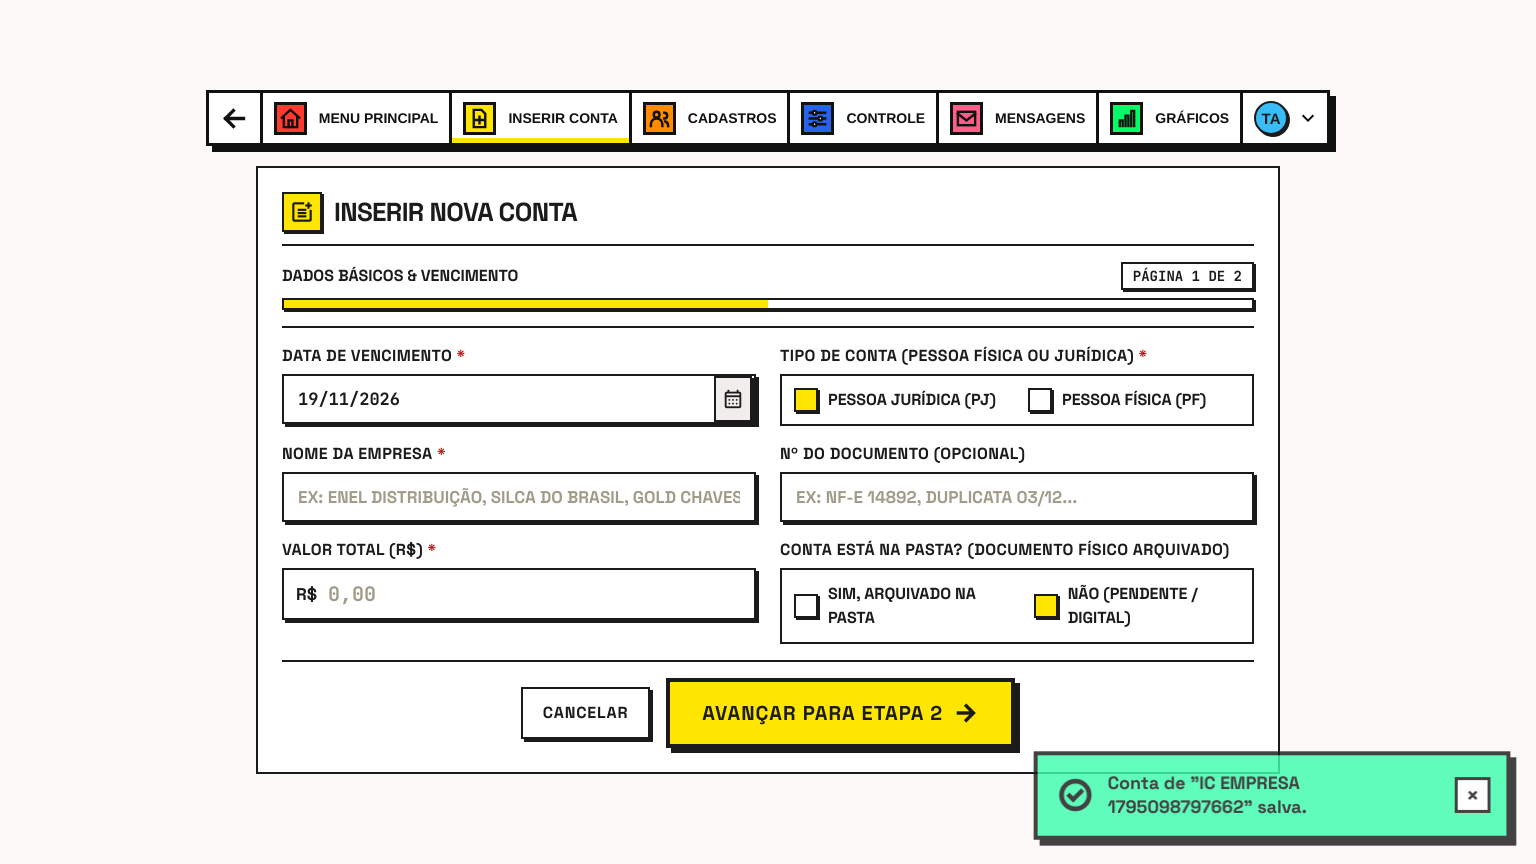 MENU PRINCIPAL
INSERIR CONTA
CADASTROS
CONTROLE
MENSAGENS
GRÁFICOS
TA
INSERIR NOVA CONTA
DADOS BÁSICOS & VENCIMENTO
PÁGINA 1 DE 2
DATA DE VENCIMENTO *
TIPO DE CONTA (PESSOA FÍSICA OU JURÍDICA) *
19/11/2026
PESSOA JURÍDICA (PJ)
PESSOA FÍSICA (PF)
NOME DA EMPRESA *
Nº DO DOCUMENTO (OPCIONAL)
EX: ENEL DISTRIBUIÇÃO, SILCA DO BRASIL, GOLD CHAVES
EX: NF-E 14892, DUPLICATA 03/12...
VALOR TOTAL (R$) *
CONTA ESTÁ NA PASTA? (DOCUMENTO FÍSICO ARQUIVADO)
R$ 0,00
SIM, ARQUIVADO NA
PASTA
NÃO (PENDENTE /
DIGITAL)
CANCELAR
AVANÇAR PARA ETAPA 2
Conta de "IC EMPRESA
1795098797662" salva.